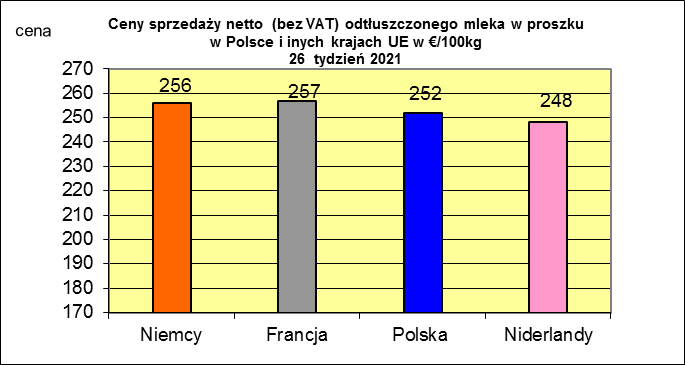 cena
Ceny sprzedaży netto (bez VAT) odtłuszczonego mleka w proszku
w Polsce i inych krajach UE w €/100kg
26 tydzień 2021
270
260
250
240
230
220
210
200
190
180
170
256
257
252
248
Niemcy
Francja
Polska
Niderlandy